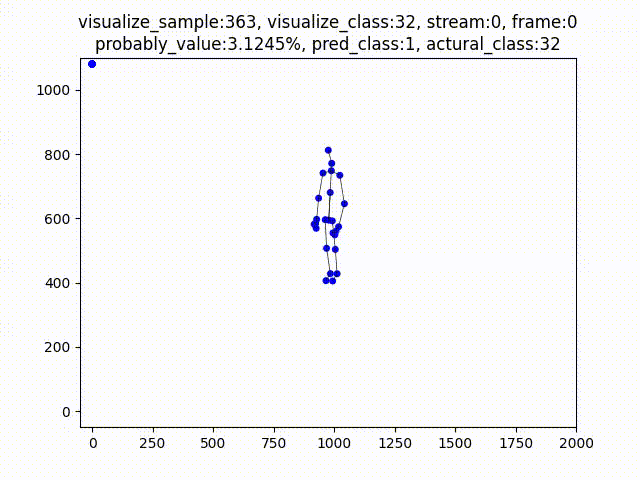 visualize_sample:363, visualize_class:32, stream:0, frame:0
probably_value:3.1245%, pred_class:1, actural_class:32
1000
800
600
400
200
0
0 250 500 750 1000 1250 1500 1750 2000